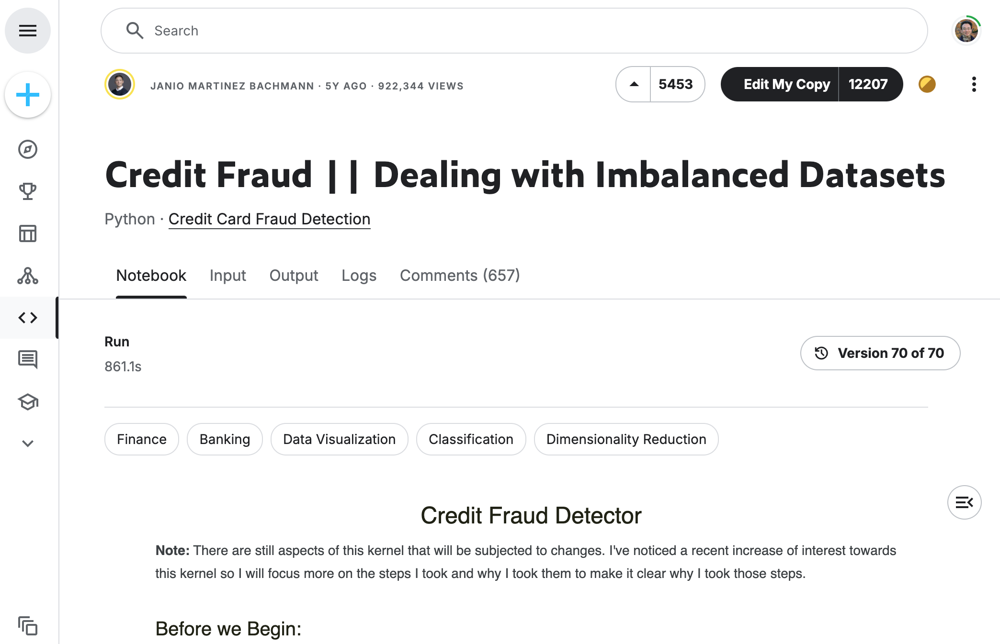 Search
JANIO MARTINEZ BACHMANN · 5Y AGO · 922,344 VIEWS
5453
Edit My Copy
12207
Credit Fraud || Dealing with Imbalanced Datasets
Python · Credit Card Fraud Detection
Notebook
Input
Output
Logs
Comments (657)
Run
861.1s
Version 70 of 70
Finance
Banking
Data Visualization
Classification
Dimensionality Reduction
Credit Fraud Detector
Note: There are still aspects of this kernel that will be subjected to changes. I've noticed a recent increase of interest towards
this kernel so I will focus more on the steps I took and why I took them to make it clear why I took those steps.
Before we Begin: